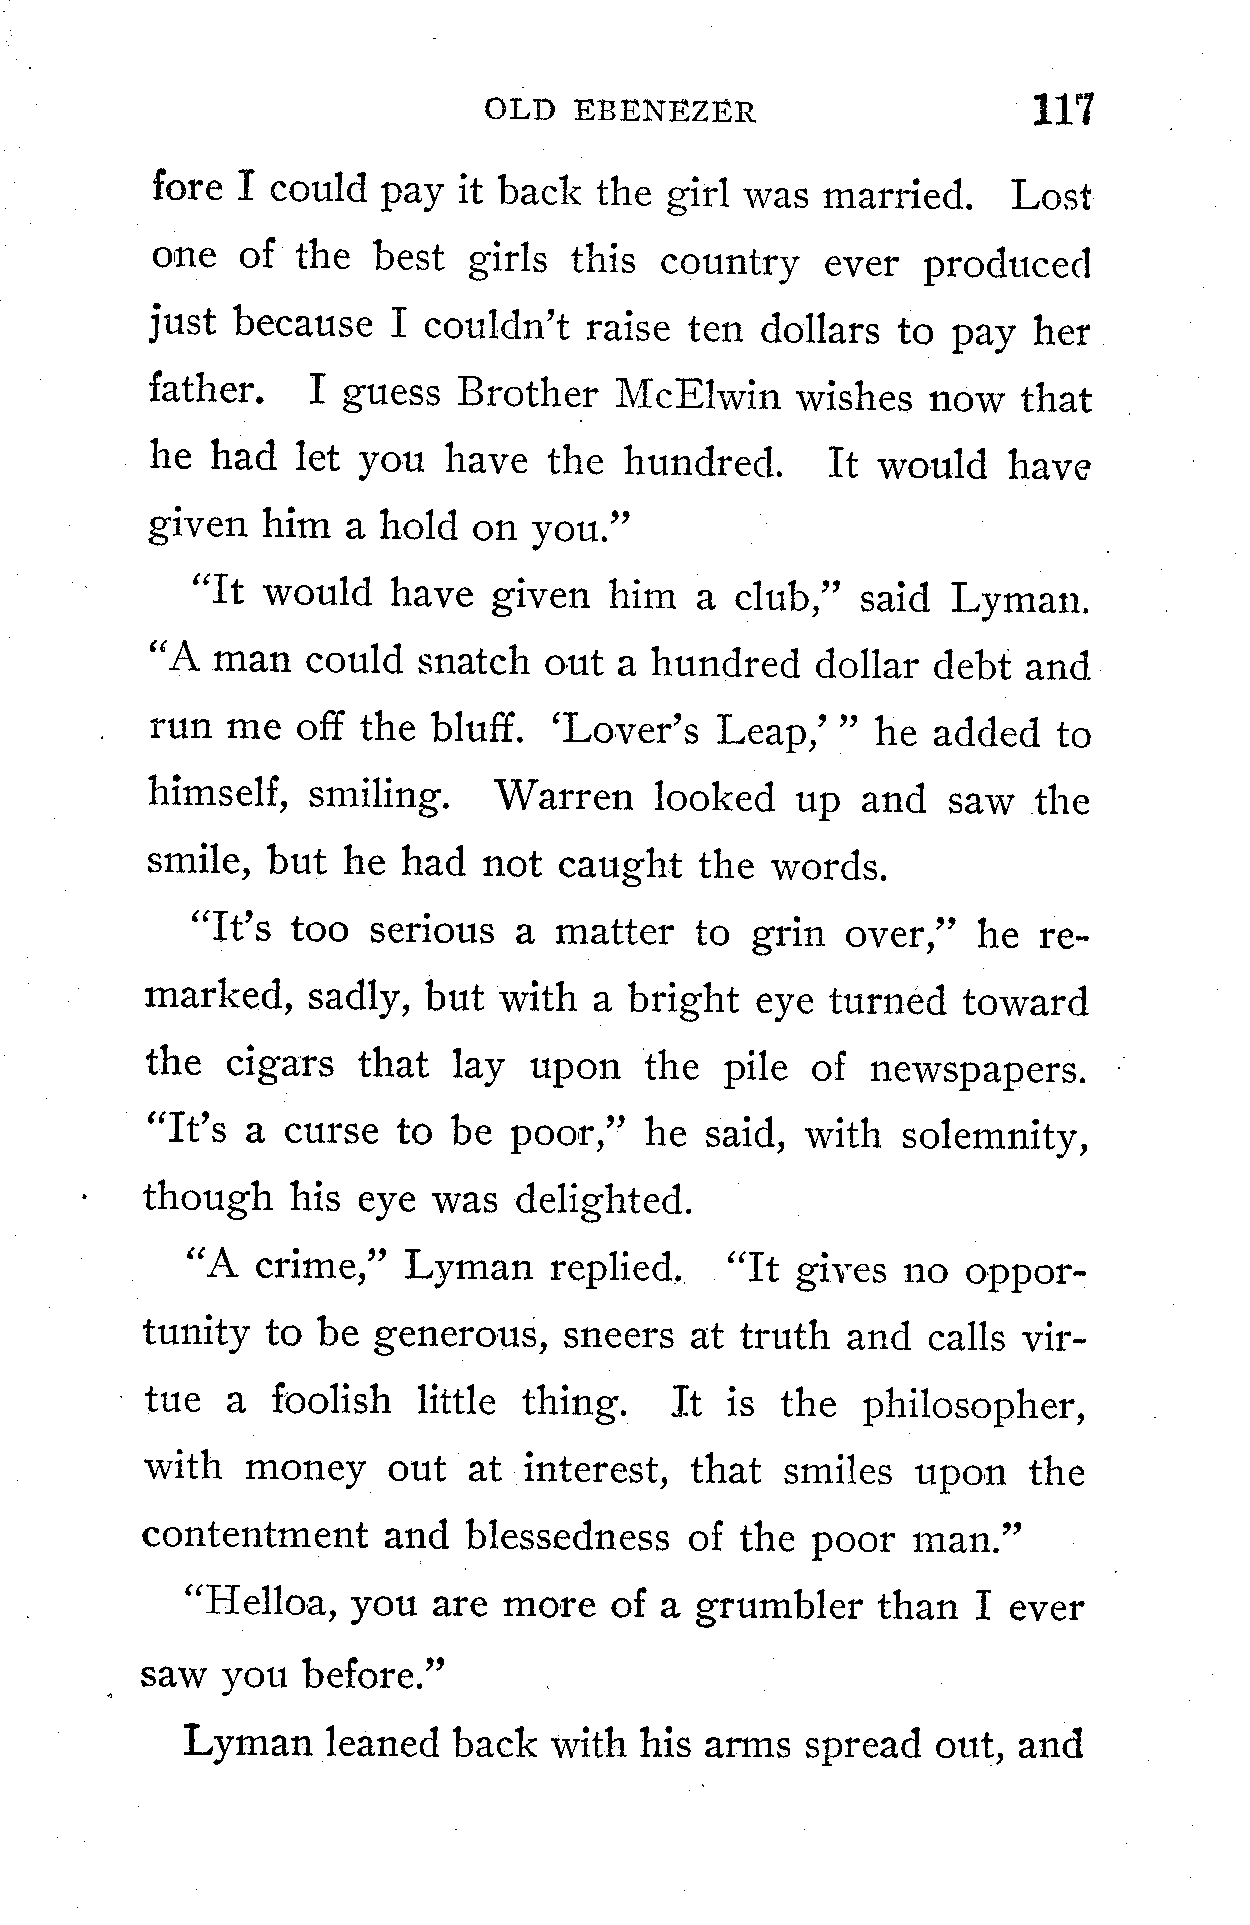 OLD EBENEZER 117
fore I could pay it back the girl was married. Lost
one of the best girls this country ever produced
just because I couldn't raise ten dollars to pay her
father. I guess Brother McElwin wishes now that
he had let you have the hundred. It would have
given him a hold on you."
"It would have given him a club," said Lyman.
"A man could snatch out a hundred dollar debt and
run me off the bluff. 'Lover's Leap,' " he added to
himself, smiling. Warren looked up and saw the
smile, but he had not caught the words.
"It's too serious a matter to grin over," he re-
marked, sadly, but with a bright eye turned toward
the cigars that lay upon the pile of newspapers.
"It's a curse to be poor," he said, with solemnity,
though his eye was delighted.
"A crime," Lyman replied. "It gives no oppor-
tunity to be generous, sneers at truth and calls vir-
tue a foolish little thing. It is the philosopher,
with money out at interest, that smiles upon the
contentment and blessedness of the poor man."
"Helloa, you are more of a grumbler than I ever
saw you before."
Lyman leaned back with his arms spread out, and